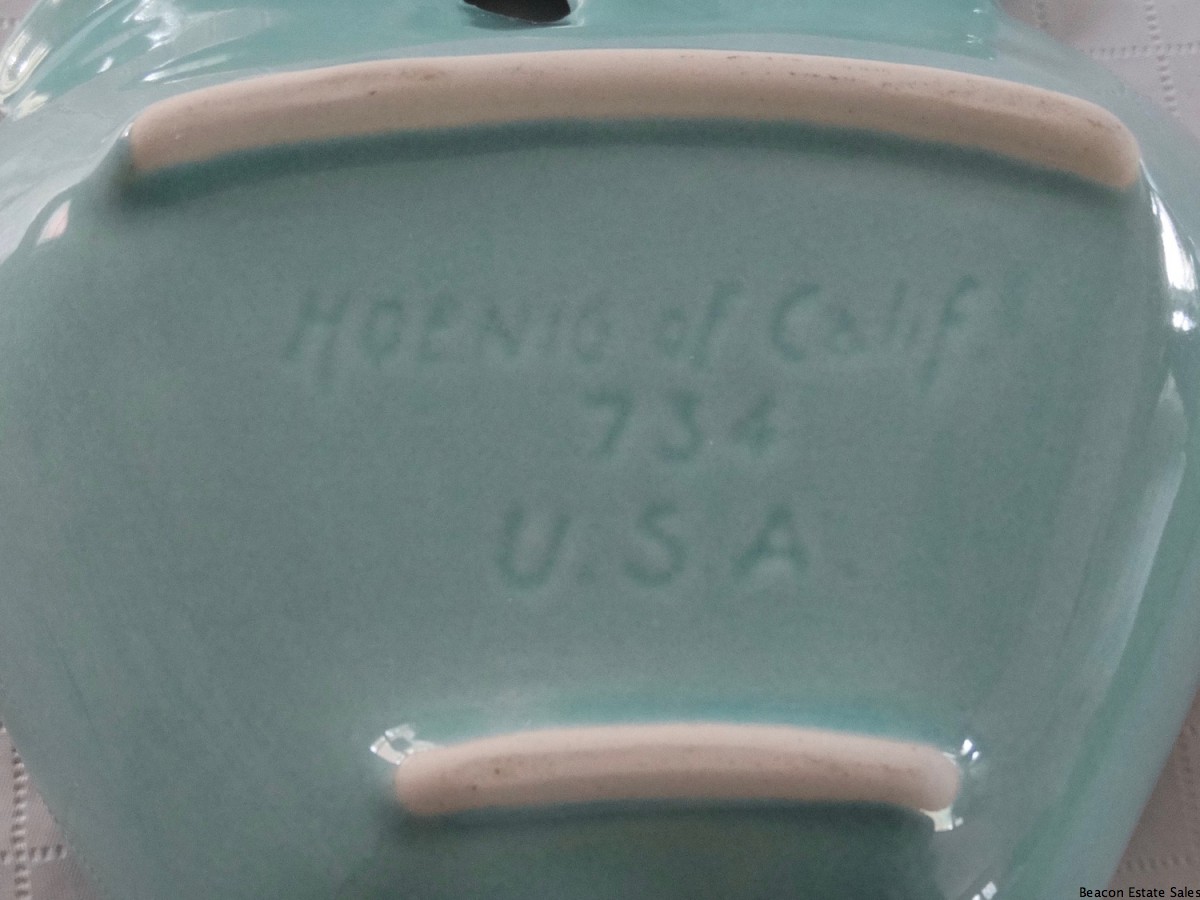 HOENIG of Calif.
734
U.S.A.
Beacon Estate Sales